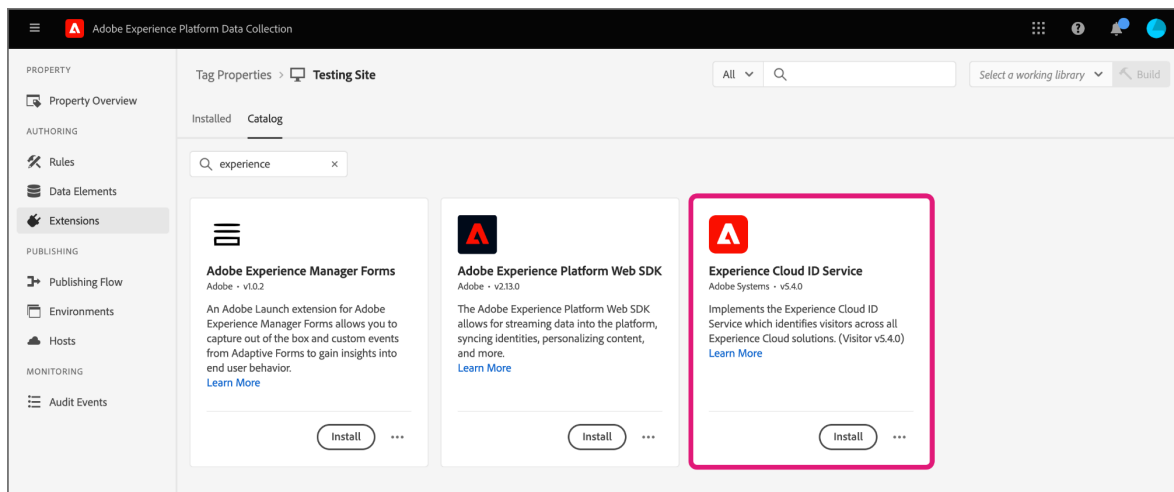 Adobe Experience Platform Data Collection
PROPERTY
Property Overview
AUTHORING
Rules
Data Elements
Extensions
PUBLISHING
Publishing Flow
Environments
Hosts
MONITORING
Audit Events
Tag Properties > Testing Site
All
Select a working library
Build
Installed Catalog
experience ×
Adobe Experience Manager Forms
Adobe • v1.0.2
An Adobe Launch extension for Adobe
Experience Manager Forms allows you to
capture out of the box and custom events
from Adaptive Forms to gain insights into
end user behavior.
Learn More
Install
Adobe Experience Platform Web SDK
Adobe • v2.13.0
The Adobe Experience Platform Web SDK
allows for streaming data into the platform,
syncing identities, personalizing content,
and more.
Learn More
Install
Experience Cloud ID Service
Adobe Systems • v5.4.0
Implements the Experience Cloud ID
Service which identifies visitors across all
Experience Cloud solutions. (Visitor v5.4.0)
Learn More
Install